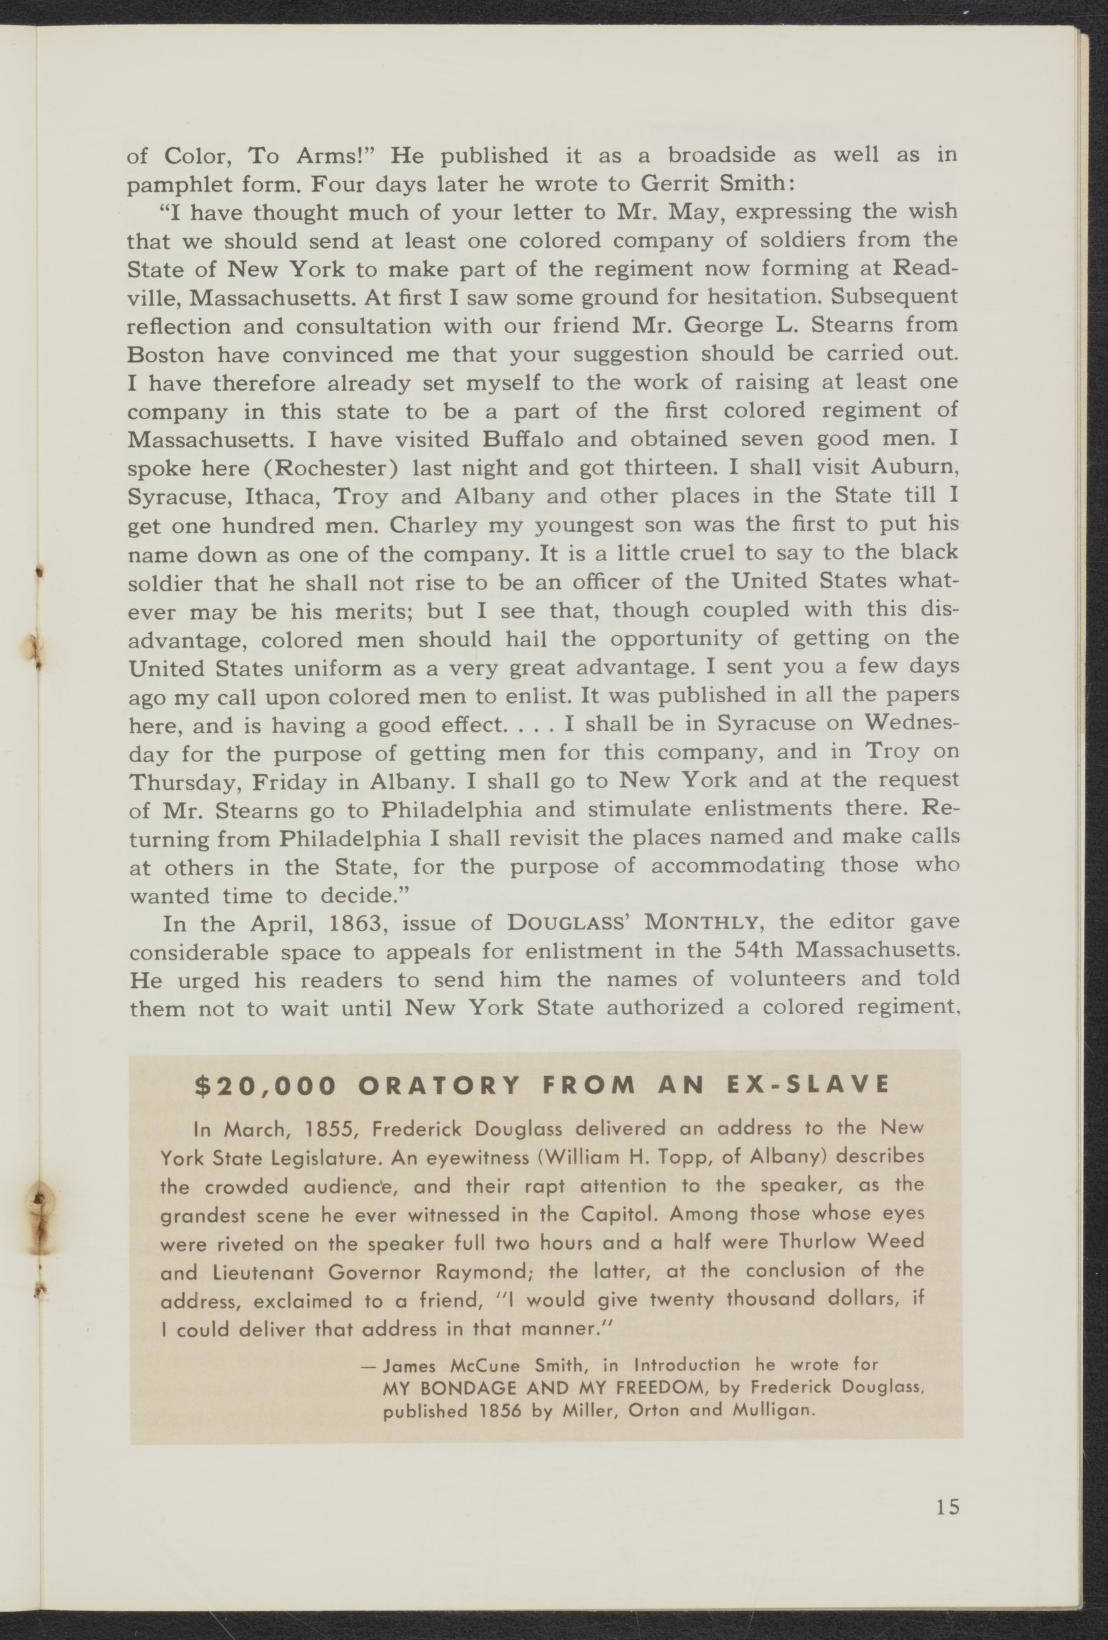 of Color, To Arms!” He published it as a broadside as well as in
pamphlet form. Four days later he wrote to Gerrit Smith:
“I have thought much of your letter to Mr. May, expressing the wish
that we should send at least one colored company of soldiers from the
State of New York to make part of the regiment now forming at Read-
ville, Massachusetts. At first I saw some ground for hesitation. Subsequent
reflection and consultation with our friend Mr. George L. Stearns from
Boston have convinced me that your suggestion should be carried out.
I have therefore already set myself to the work of raising at least one
company in this state to be a part of the first colored regiment of
Massachusetts. I have visited Buffalo and obtained seven good men. I
spoke here (Rochester) last night and got thirteen. I shall visit Auburn,
Syracuse, Ithaca, Troy and Albany and other places in the State till I
get one hundred men. Charley my youngest son was the first to put his
name down as one of the company. It is a little cruel to say to the black
soldier that he shall not rise to be an officer of the United States what-
ever may be his merits; but I see that, though coupled with this dis-
advantage, colored men should hail the opportunity of getting on the
United States uniform as a very great advantage. I sent you a few days
ago my call upon colored men to enlist. It was published in all the papers
here, and is having a good effect. . . . I shall be in Syracuse on Wednes-
day for the purpose of getting men for this company, and in Troy on
Thursday, Friday in Albany. I shall go to New York and at the request
of Mr. Stearns go to Philadelphia and stimulate enlistments there. Re-
turning from Philadelphia I shall revisit the places named and make calls
at others in the State, for the purpose of accommodating those who
wanted time to decide.”
In the April, 1863, issue of DOUGLASS’ MONTHLY, the editor gave
considerable space to appeals for enlistment in the 54th Massachusetts.
He urged his readers to send him the names of volunteers and told
them not to wait until New York State authorized a colored regiment,
$20,000 ORATORY FROM AN EX-SLAVE
In March, 1855, Frederick Douglass delivered an address to the New
York State Legislature. An eyewitness (William H. Topp, of Albany) describes
the crowded audience, and their rapt attention to the speaker, as the
grandest scene he ever witnessed in the Capitol. Among those whose eyes
were riveted on the speaker full two hours and a half were Thurlow Weed
and Lieutenant Governor Raymond; the latter, at the conclusion of the
address, exclaimed to a friend, “I would give twenty thousand dollars, if
I could deliver that address in that manner.”
— James McCune Smith, in Introduction he wrote for
MY BONDAGE AND MY FREEDOM, by Frederick Douglass,
published 1856 by Miller, Orton and Mulligan.
15